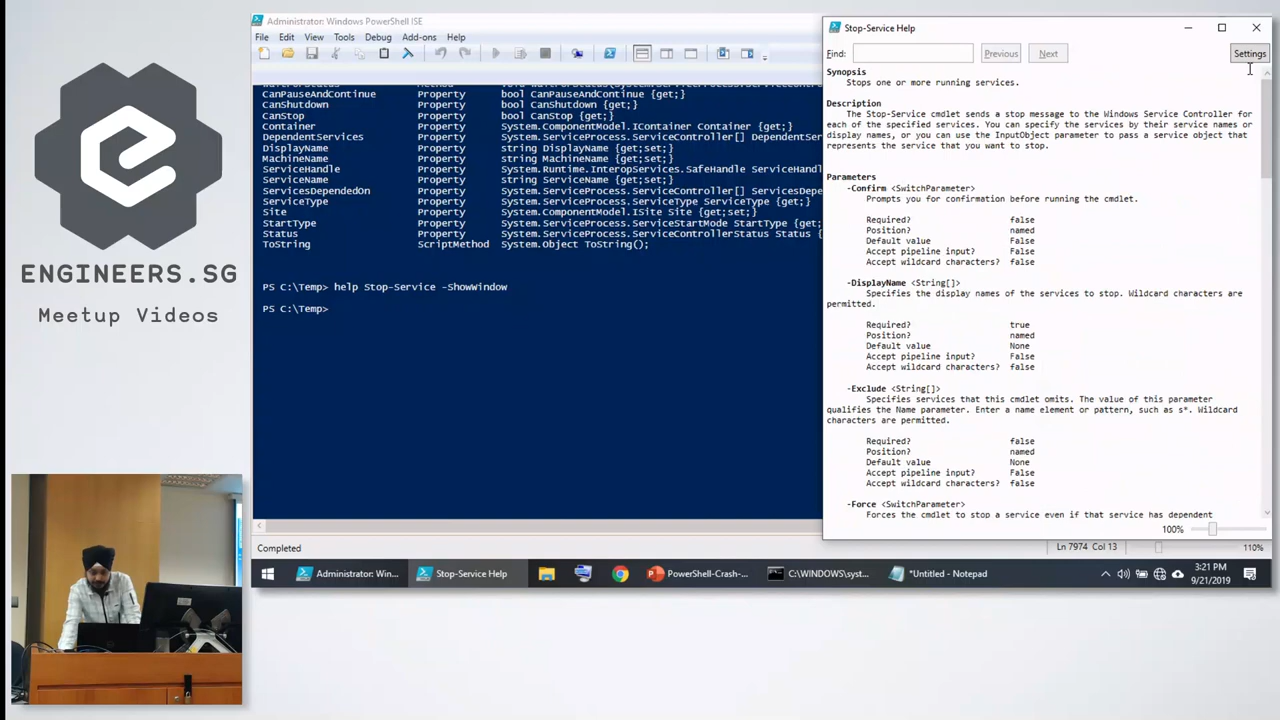 ENGINEERS.SG
Meetup Videos
Administrator: Windows PowerShell ISE
File Edit View Tools Debug Add-ons Help
CanPauseAndContinue Property bool CanPauseAndContinue {get;}
CanShutdown Property bool CanShutdown {get;}
CanStop Property bool CanStop {get;}
Container Property System.ComponentModel.IContainer Container {get;}
DependentServices Property System.ServiceProcess.ServiceController[] DependentSer
DisplayName Property string DisplayName {get;set;}
MachineName Property string MachineName {get;set;}
ServiceHandle Property System.Runtime.InteropServices.SafeHandle ServiceHandl
ServiceName Property string ServiceName {get;set;}
ServicesDependedOn Property System.ServiceProcess.ServiceController[] ServicesDepe
ServiceType Property System.ServiceProcess.ServiceType ServiceType {get;}
Site Property System.ComponentModel.ISite Site {get;set;}
StartType Property System.ServiceProcess.ServiceStartMode StartType {get;}
Status Property System.ServiceProcess.ServiceControllerStatus Status {
ToString ScriptMethod System.Object ToString();
PS C:\Temp> help Stop-Service -ShowWindow
PS C:\Temp>
Completed
Ln 7974 Col 13
110%
Stop-Service Help
Find: Previous Next Settings
Synopsis
Stops one or more running services.
Description
The Stop-Service cmdlet sends a stop message to the Windows Service Controller for
each of the specified services. You can specify the services by their service names or
display names, or you can use the InputObject parameter to pass a service object that
represents the service that you want to stop.
Parameters
-Confirm <SwitchParameter>
Prompts you for confirmation before running the cmdlet.
Required? false
Position? named
Default value False
Accept pipeline input? False
Accept wildcard characters? false
-DisplayName <String[]>
Specifies the display names of the services to stop. Wildcard characters are
permitted.
Required? true
Position? named
Default value None
Accept pipeline input? False
Accept wildcard characters? false
-Exclude <String[]>
Specifies services that this cmdlet omits. The value of this parameter
qualifies the Name parameter. Enter a name element or pattern, such as s*. Wildcard
characters are permitted.
Required? false
Position? named
Default value None
Accept pipeline input? False
Accept wildcard characters? false
-Force <SwitchParameter>
Forces the cmdlet to stop a service even if that service has dependent
100%
Administrator: Win...
Stop-Service Help
PowerShell-Crash-...
C:\WINDOWS\syst...
*Untitled - Notepad
3:21 PM
9/21/2019